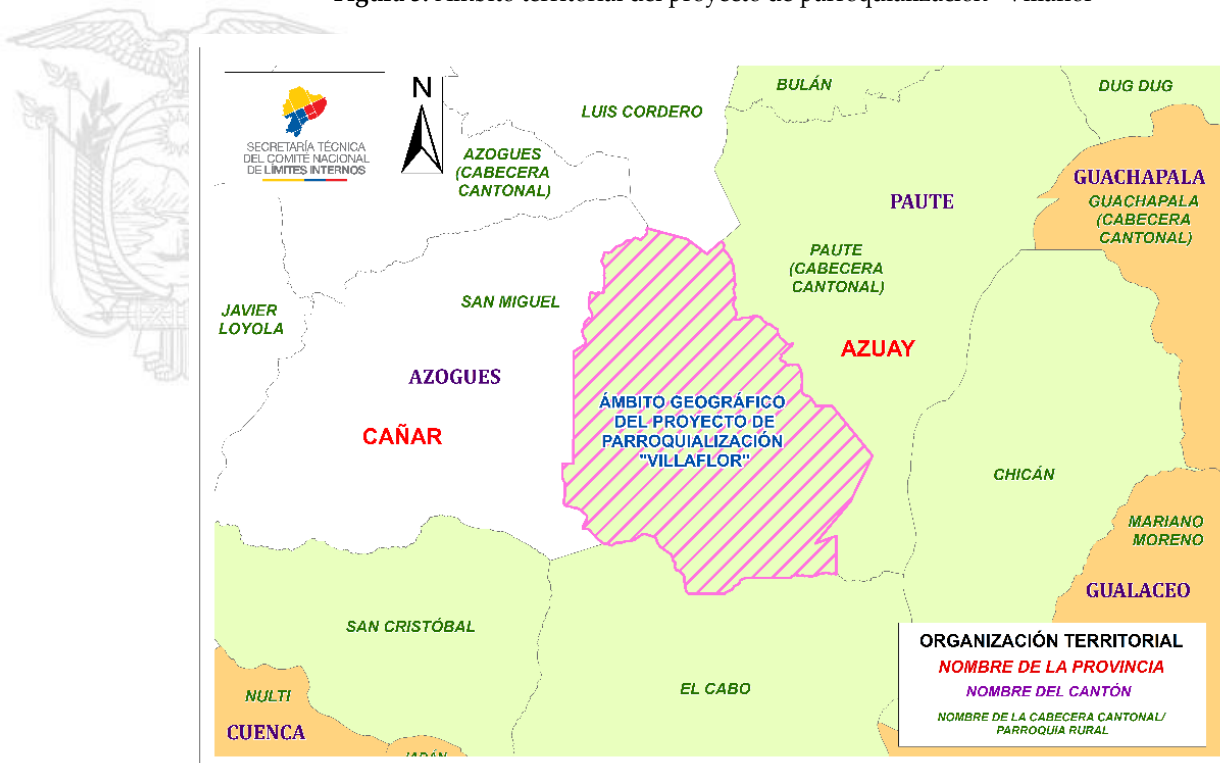 BULÁN
DUG DUG
N
LUIS CORDERO
SECRETARÍA TÉCNICA
DEL COMITÉ NACIONAL
DE LÍMITES INTERNOS
AZOGUES
(CABECERA
CANTONAL)
GUACHAPALA
GUACHAPALA
(CABECERA
CANTONAL)
PAUTE
PAUTE
(CABECERA
CANTONAL)
SAN MIGUEL
JAVIER
LOYOLA
AZUAY
AZOGUES
ÁMBITO GEOGRÁFICO
DEL PROYECTO DE
PARROQUIALIZACIÓN
"VILLAFLOR"
CAÑAR
CHICÁN
MARIANO
MORENO
GUALACEO
SAN CRISTÓBAL
ORGANIZACIÓN TERRITORIAL
NOMBRE DE LA PROVINCIA
NOMBRE DEL CANTÓN
NOMBRE DE LA CABECERA CANTONAL/
PARROQUIA RURAL
EL CABO
NULTI
CUENCA